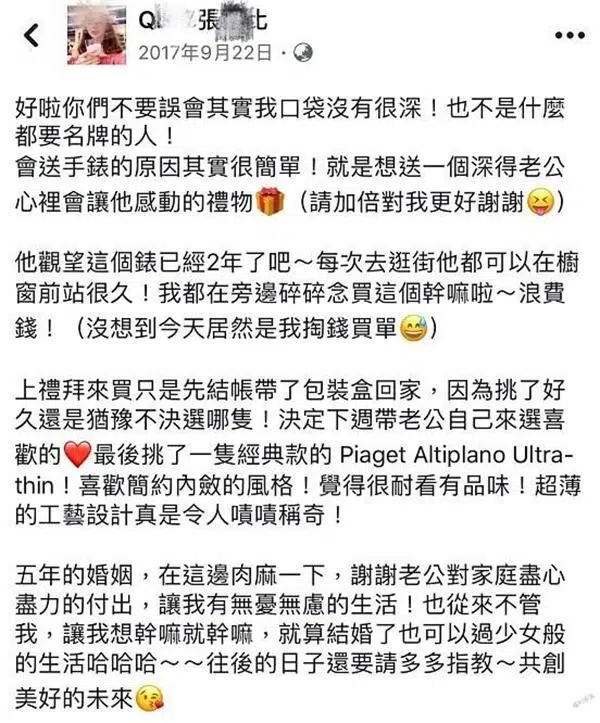 張
北
2017年9月22日
好啦你們不要誤會其實我口袋沒有很深！也不是什麼
都要名牌的人！
會送手錶的原因其實很簡單！就是想送一個深得老公
心裡會讓他感動的禮物🎁（請加倍對我更好謝謝😝）
他觀望這個錶已經2年了吧～每次去逛街他都可以在櫥
窗前站很久！我都在旁邊碎碎念買這個幹嘛啦～浪費
錢！（沒想到今天居然是我掏錢買單😅）
上禮拜來買只是先結帳帶了包裝盒回家，因為挑了好
久還是猶豫不決選哪隻！決定下週帶老公自己來選喜
歡的❤️最後挑了一隻經典款的 Piaget Altiplano Ultra-
thin！喜歡簡約內斂的風格！覺得很耐看有品味！超薄
的工藝設計真是令人嘖嘖稱奇！
五年的婚姻，在這邊肉麻一下，謝謝老公對家庭盡心
盡力的付出，讓我有無憂無慮的生活！也從來不管
我，讓我想幹嘛就幹嘛，就算結婚了也可以過少女般
的生活哈哈哈～～往後的日子還要請多多指教～共創
美好的未來😘